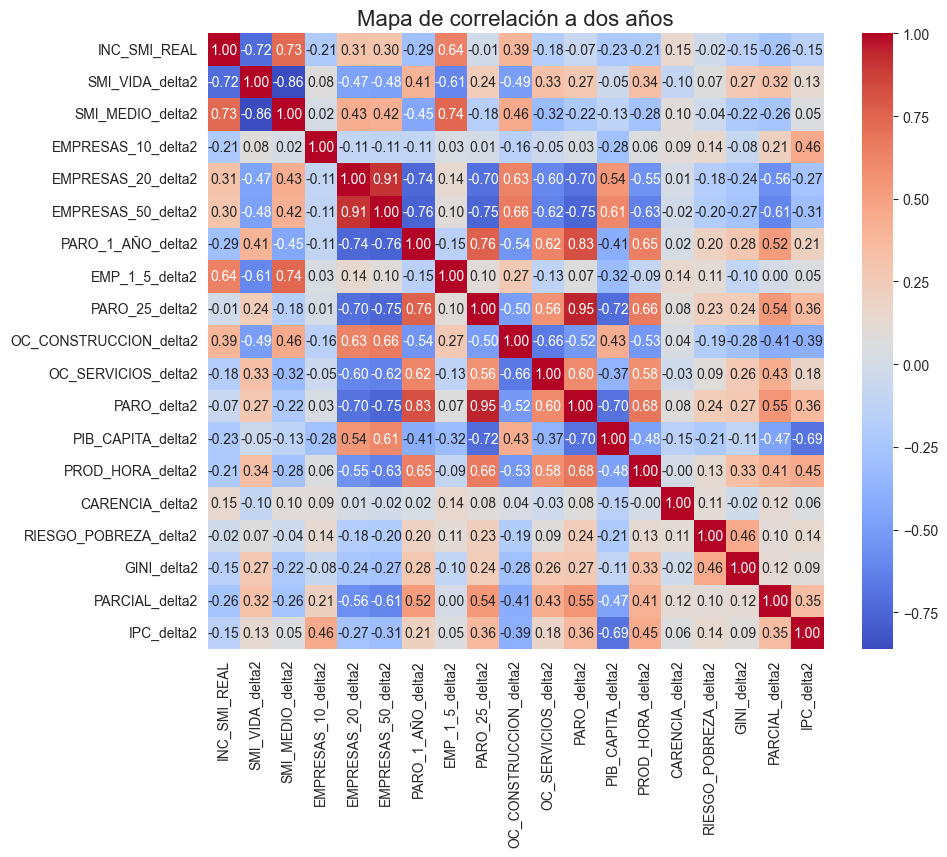 Mapa de correlación a dos años
INC_SMI_REAL 1.00 -0.72 0.73 -0.21 0.31 0.30 -0.29 0.64 -0.01 0.39 -0.18 -0.07 -0.23 -0.21 0.15 -0.02 -0.15 -0.26 -0.15
SMI_VIDA_delta2 -0.72 1.00 -0.86 0.08 -0.47 -0.48 0.41 -0.61 0.24 -0.49 0.33 0.27 -0.05 0.34 -0.10 0.07 0.27 0.32 0.13
SMI_MEDIO_delta2 0.73 -0.86 1.00 0.02 0.43 0.42 -0.45 0.74 -0.18 0.46 -0.32 -0.22 -0.13 -0.28 0.10 -0.04 -0.22 -0.26 0.05
EMPRESAS_10_delta2 -0.21 0.08 0.02 1.00 -0.11 -0.11 -0.11 0.03 0.01 -0.16 -0.05 0.03 -0.28 0.06 0.09 0.14 -0.08 0.21 0.46
EMPRESAS_20_delta2 0.31 -0.47 0.43 -0.11 1.00 0.91 -0.74 0.14 -0.70 0.63 -0.60 -0.70 0.54 -0.55 0.01 -0.18 -0.24 -0.56 -0.27
EMPRESAS_50_delta2 0.30 -0.48 0.42 -0.11 0.91 1.00 -0.76 0.10 -0.75 0.66 -0.62 -0.75 0.61 -0.63 -0.02 -0.20 -0.27 -0.61 -0.31
PARO_1_AÑO_delta2 -0.29 0.41 -0.45 -0.11 -0.74 -0.76 1.00 -0.15 0.76 -0.54 0.62 0.83 -0.41 0.65 0.02 0.20 0.28 0.52 0.21
EMP_1_5_delta2 0.64 -0.61 0.74 0.03 0.14 0.10 -0.15 1.00 0.10 0.27 -0.13 0.07 -0.32 -0.09 0.14 0.11 -0.10 0.00 0.05
PARO_25_delta2 -0.01 0.24 -0.18 0.01 -0.70 -0.75 0.76 0.10 1.00 -0.50 0.56 0.95 -0.72 0.66 0.08 0.23 0.24 0.54 0.36
OC_CONSTRUCCION_delta2 0.39 -0.49 0.46 -0.16 0.63 0.66 -0.54 0.27 -0.50 1.00 -0.66 -0.52 0.43 -0.53 0.04 -0.19 -0.28 -0.41 -0.39
OC_SERVICIOS_delta2 -0.18 0.33 -0.32 -0.05 -0.60 -0.62 0.62 -0.13 0.56 -0.66 1.00 0.60 -0.37 0.58 -0.03 0.09 0.26 0.43 0.18
PARO_delta2 -0.07 0.27 -0.22 0.03 -0.70 -0.75 0.83 0.07 0.95 -0.52 0.60 1.00 -0.70 0.68 0.08 0.24 0.27 0.55 0.36
PIB_CAPITA_delta2 -0.23 -0.05 -0.13 -0.28 0.54 0.61 -0.41 -0.32 -0.72 0.43 -0.37 -0.70 1.00 -0.48 -0.15 -0.21 -0.11 -0.47 -0.69
PROD_HORA_delta2 -0.21 0.34 -0.28 0.06 -0.55 -0.63 0.65 -0.09 0.66 -0.53 0.58 0.68 -0.48 1.00 -0.00 0.13 0.33 0.41 0.45
CARENCIA_delta2 0.15 -0.10 0.10 0.09 0.01 -0.02 0.02 0.14 0.08 0.04 -0.03 0.08 -0.15 -0.00 1.00 0.11 -0.02 0.12 0.06
RIESGO_POBREZA_delta2 -0.02 0.07 -0.04 0.14 -0.18 -0.20 0.20 0.11 0.23 -0.19 0.09 0.24 -0.21 0.13 0.11 1.00 0.46 0.10 0.14
GINI_delta2 -0.15 0.27 -0.22 -0.08 -0.24 -0.27 0.28 -0.10 0.24 -0.28 0.26 0.27 -0.11 0.33 -0.02 0.46 1.00 0.12 0.09
PARCIAL_delta2 -0.26 0.32 -0.26 0.21 -0.56 -0.61 0.52 0.00 0.54 -0.41 0.43 0.55 -0.47 0.41 0.12 0.10 0.12 1.00 0.35
IPC_delta2 -0.15 0.13 0.05 0.46 -0.27 -0.31 0.21 0.05 0.36 -0.39 0.18 0.36 -0.69 0.45 0.06 0.14 0.09 0.35 1.00
INC_SMI_REAL
SMI_VIDA_delta2
SMI_MEDIO_delta2
EMPRESAS_10_delta2
EMPRESAS_20_delta2
EMPRESAS_50_delta2
PARO_1_AÑO_delta2
EMP_1_5_delta2
PARO_25_delta2
OC_CONSTRUCCION_delta2
OC_SERVICIOS_delta2
PARO_delta2
PIB_CAPITA_delta2
PROD_HORA_delta2
CARENCIA_delta2
RIESGO_POBREZA_delta2
GINI_delta2
PARCIAL_delta2
IPC_delta2
1.00
0.75
0.50
0.25
0.00
-0.25
-0.50
-0.75